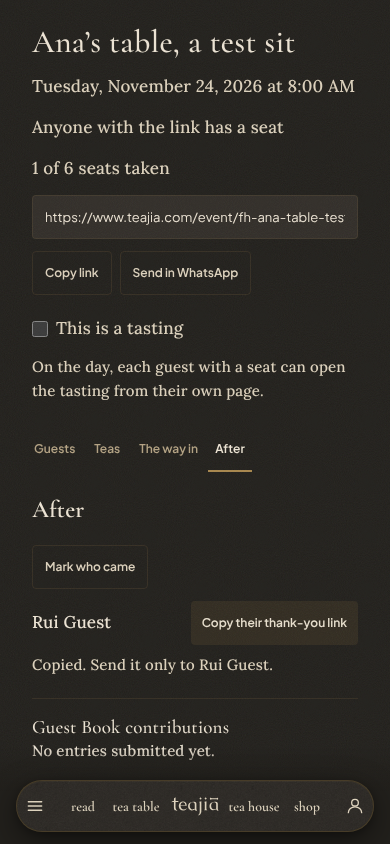 Ana’s table, a test sit
Tuesday, November 24, 2026 at 8:00 AM
Anyone with the link has a seat
1 of 6 seats taken
https://www.teajia.com/event/fh-ana-table-tes
Copy link Send in WhatsApp
This is a tasting
On the day, each guest with a seat can open
the tasting from their own page.
Guests Teas The way in After
After
Mark who came
Rui Guest Copy their thank-you link
Copied. Send it only to Rui Guest.
Guest Book contributions
No entries submitted yet.
read tea table teajia tea house shop